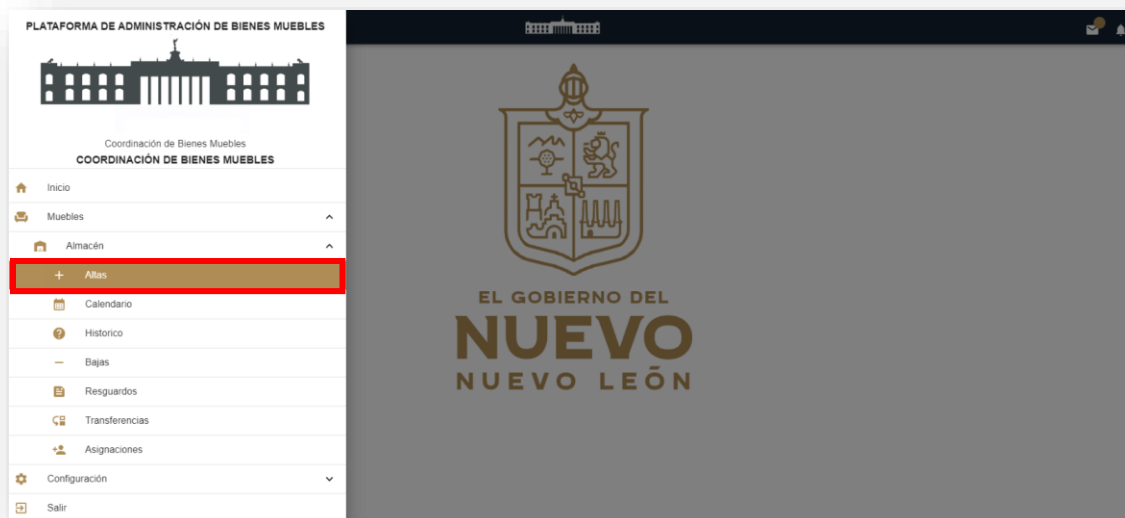 PLATAFORMA DE ADMINISTRACIÓN DE BIENES MUEBLES
Coordinación de Bienes Muebles
COORDINACIÓN DE BIENES MUEBLES
Inicio
Muebles
Almacén
Altas
Calendario
Historico
Bajas
Resguardos
Transferencias
Asignaciones
Configuración
Salir
EL GOBIERNO DEL
NUEVO
NUEVO LEÓN